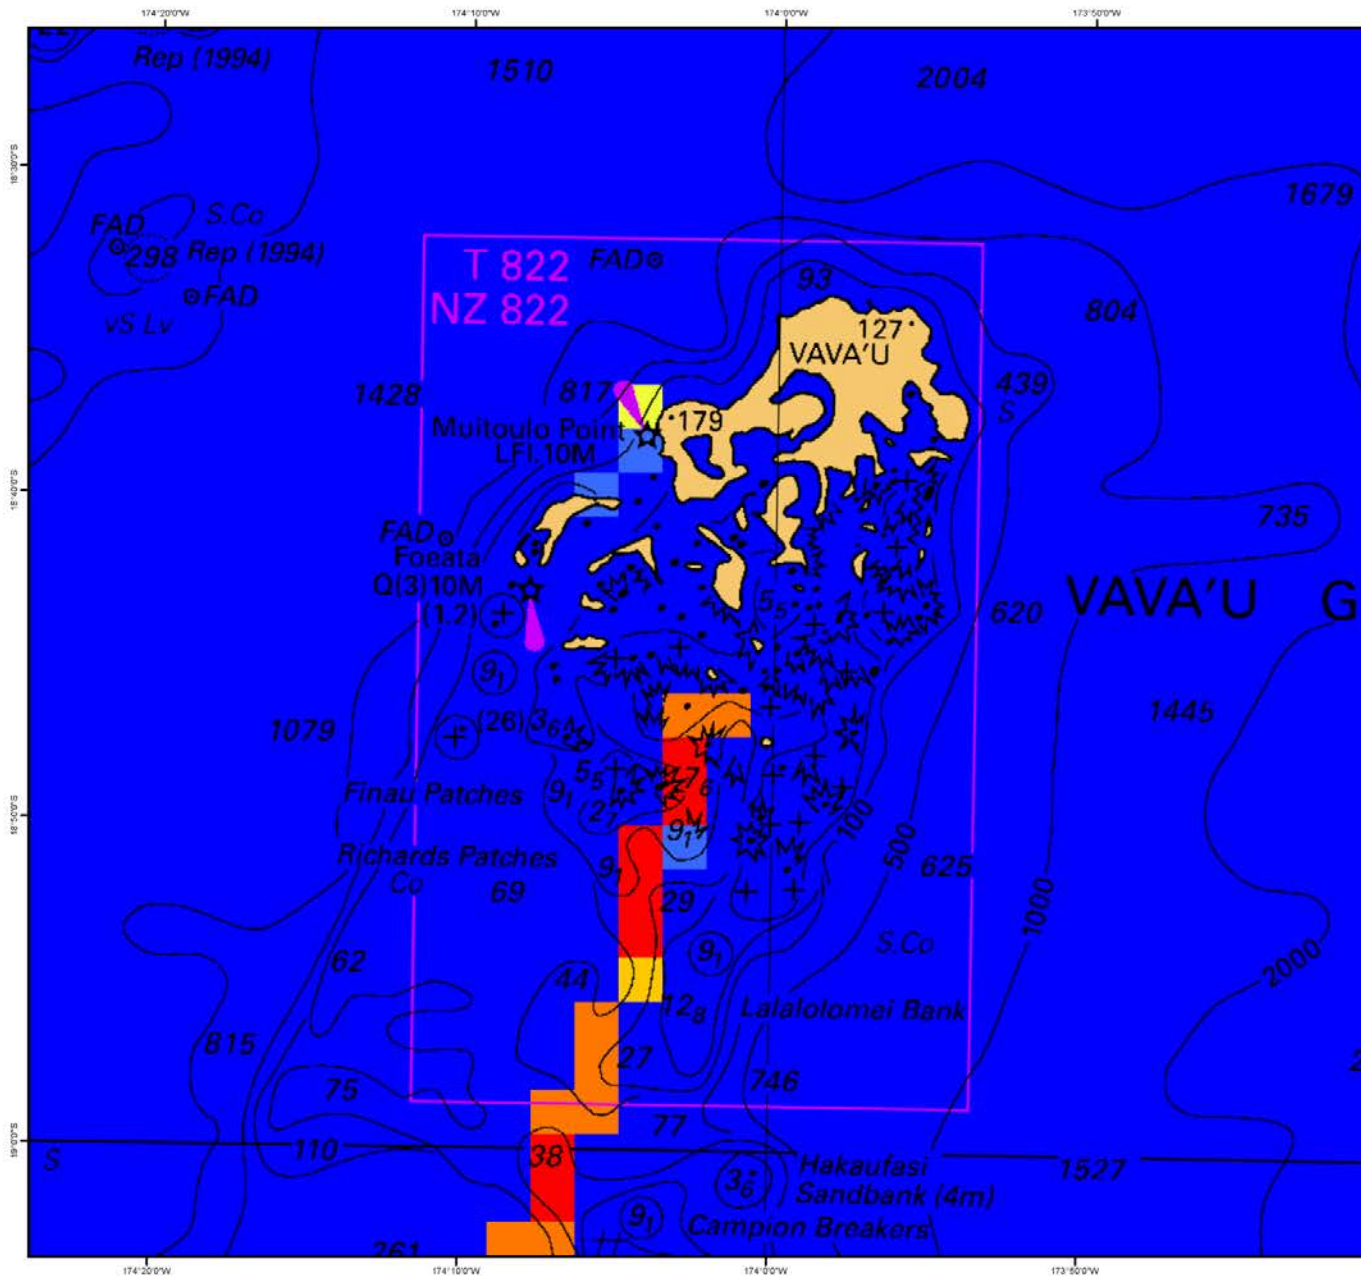 174°20'0"W
174°10'0"W
174°0'0"W
173°50'0"W
Rep (1994)
1510
2004
18°30'0"S
1679
S.Co
FAD
298 Rep (1994)
FAD
vS Lv
T 822
NZ 822
FAD
93
804
127
VAVA'U
439
S
1428
817
179
Muitoulo Point
LFl.10M
18°40'0"S
735
FAD
Foeata
Q(3)10M
(1.2)
5₅
7
620
VAVA'U G
9₁
1445
1079
(26)
3₆
5₅
7₆
9₁
2₇
Finau Patches
18°50'0"S
9₁
100
500
Richards Patches
Co
69
9₁
625
29
1000
S.Co
9₁
2000
62
44
12₈
Lalalolomei Bank
815
27
746
75
77
19°0'0"S
110
38
S
Hakaufasi
1527
3₆
Sandbank (4m)
9₁
Campion Breakers
261
174°20'0"W
174°10'0"W
174°0'0"W
173°50'0"W